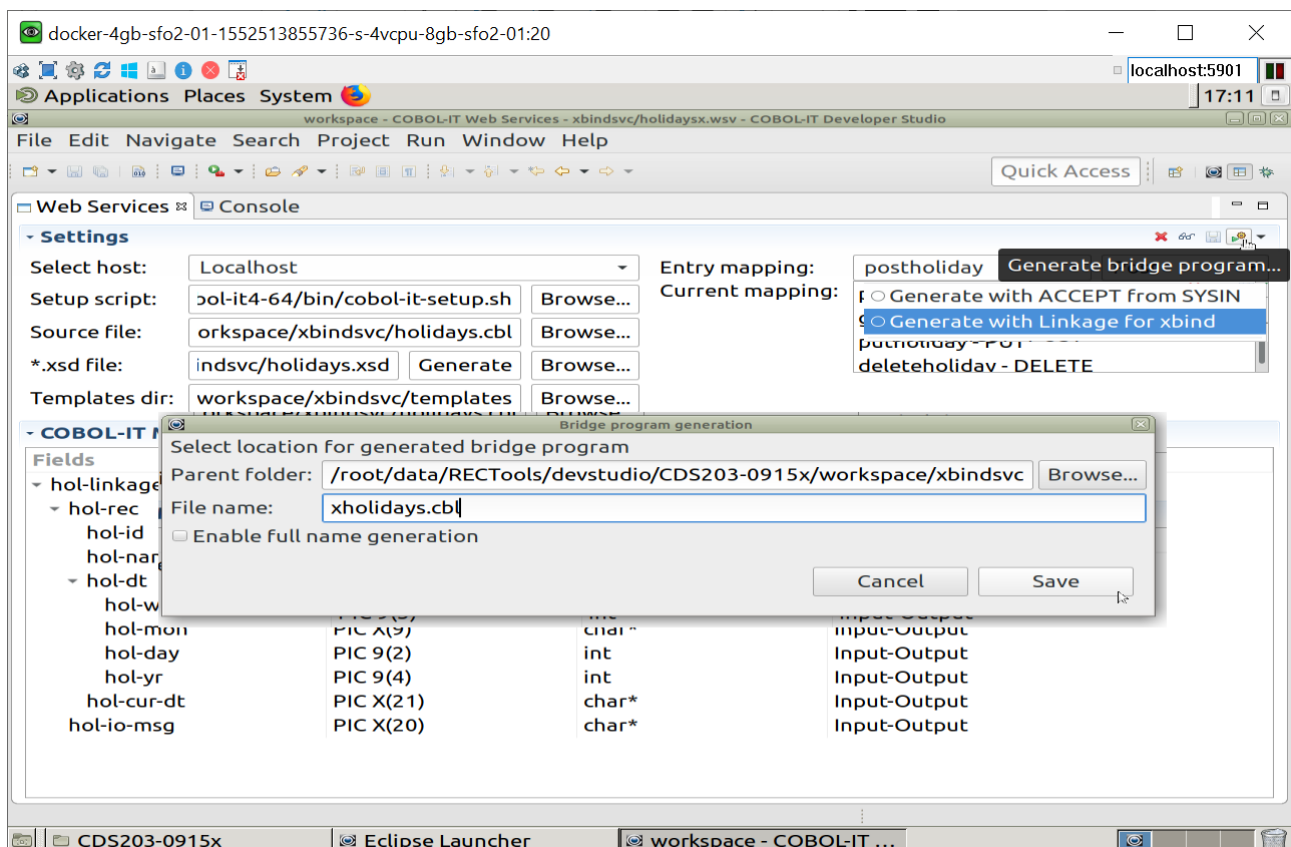 docker-4gb-sfo2-01-1552513855736-s-4vcpu-8gb-sfo2-01:20
localhost:5901
Applications Places System 17:11
workspace - COBOL-IT Web Services - xbindsvc/holidaysx.wsv - COBOL-IT Developer Studio
File Edit Navigate Search Project Run Window Help
Quick Access
Web Services Console
Settings
Select host: Localhost Entry mapping: postholiday Generate bridge program...
Setup script: ool-it4-64/bin/cobol-it-setup.sh Browse... Current mapping: Generate with ACCEPT from SYSIN
Source file: orkspace/xbindsvc/holidays.cbl Browse... Generate with Linkage for xbind
putholiday - PUT
*.xsd file: indsvc/holidays.xsd Generate Browse... deleteholiday - DELETE
Templates dir: workspace/xbindsvc/templates Browse...
Bridge program generation
COBOL-IT
Select location for generated bridge program
Fields
Parent folder: /root/data/RECTools/devstudio/CDS203-0915x/workspace/xbindsvc Browse...
hol-linkage
hol-rec File name: xholidays.cbl
hol-id Enable full name generation
hol-nar
hol-dt Cancel Save
hol-w
hol-mon PIC X(9) char* Input-Output
hol-day PIC 9(2) int Input-Output
hol-yr PIC 9(4) int Input-Output
hol-cur-dt PIC X(21) char* Input-Output
hol-io-msg PIC X(20) char* Input-Output
CDS203-0915x Eclipse Launcher workspace - COBOL-IT ...